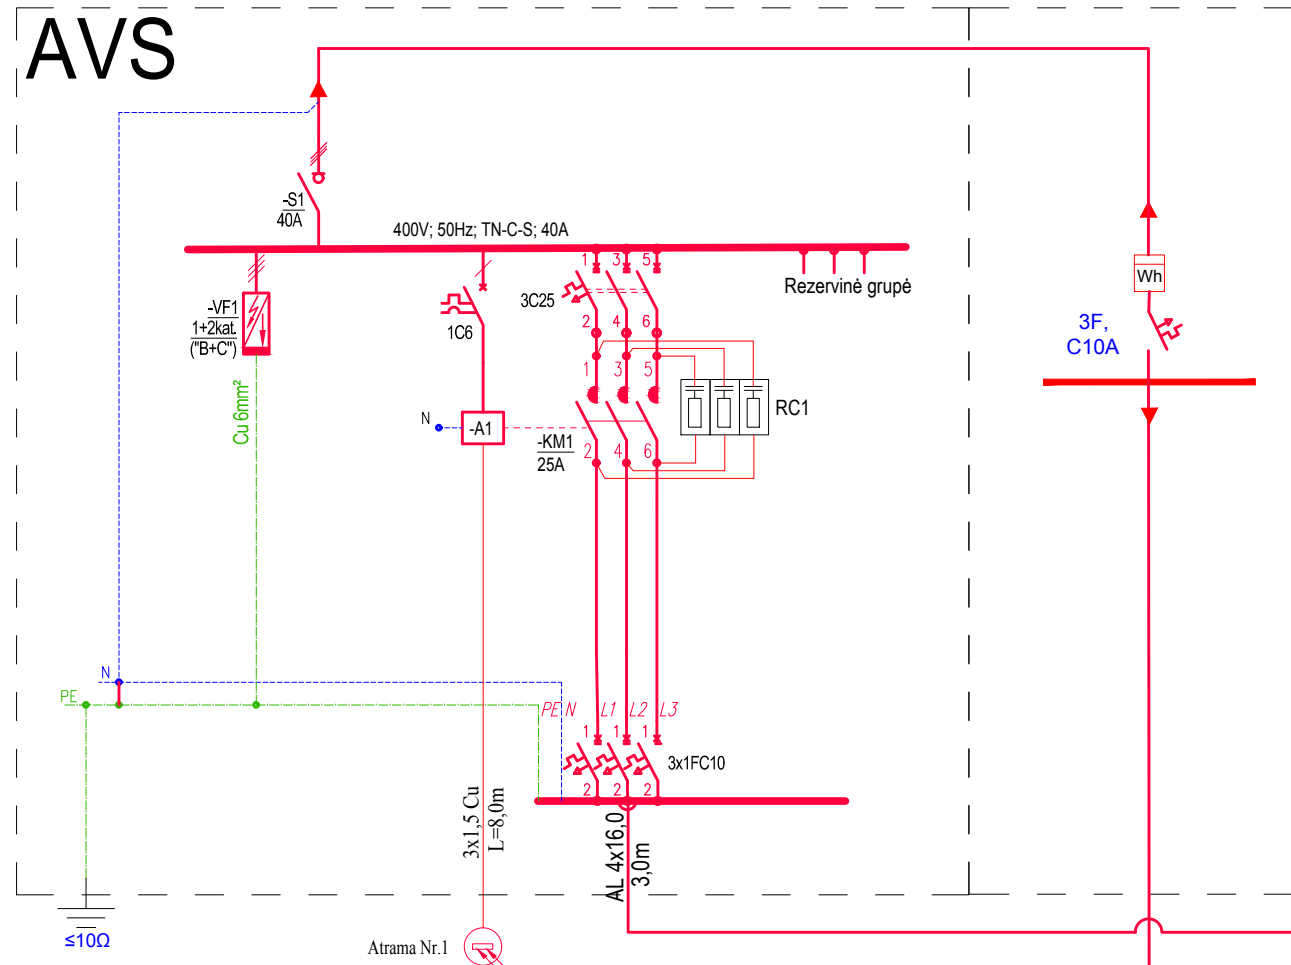 AVS
-S1
40A
400V; 50Hz; TN-C-S; 40A
1 3 5
3C25
2 4 6
Rezervinė grupė
-VF1
1+2kat.
("B+C")
1C6
Wh
3F,
C10A
Cu 6mm²
N
-A1
1 3 5
-KM1
25A
2 4 6
RC1
N
PE
PE N L1 L2 L3
1 1 1
3x1FC10
2 2 2
3x1,5 Cu
L=8,0m
AL 4x16,0
3,0m
≤10Ω
Atrama Nr.1